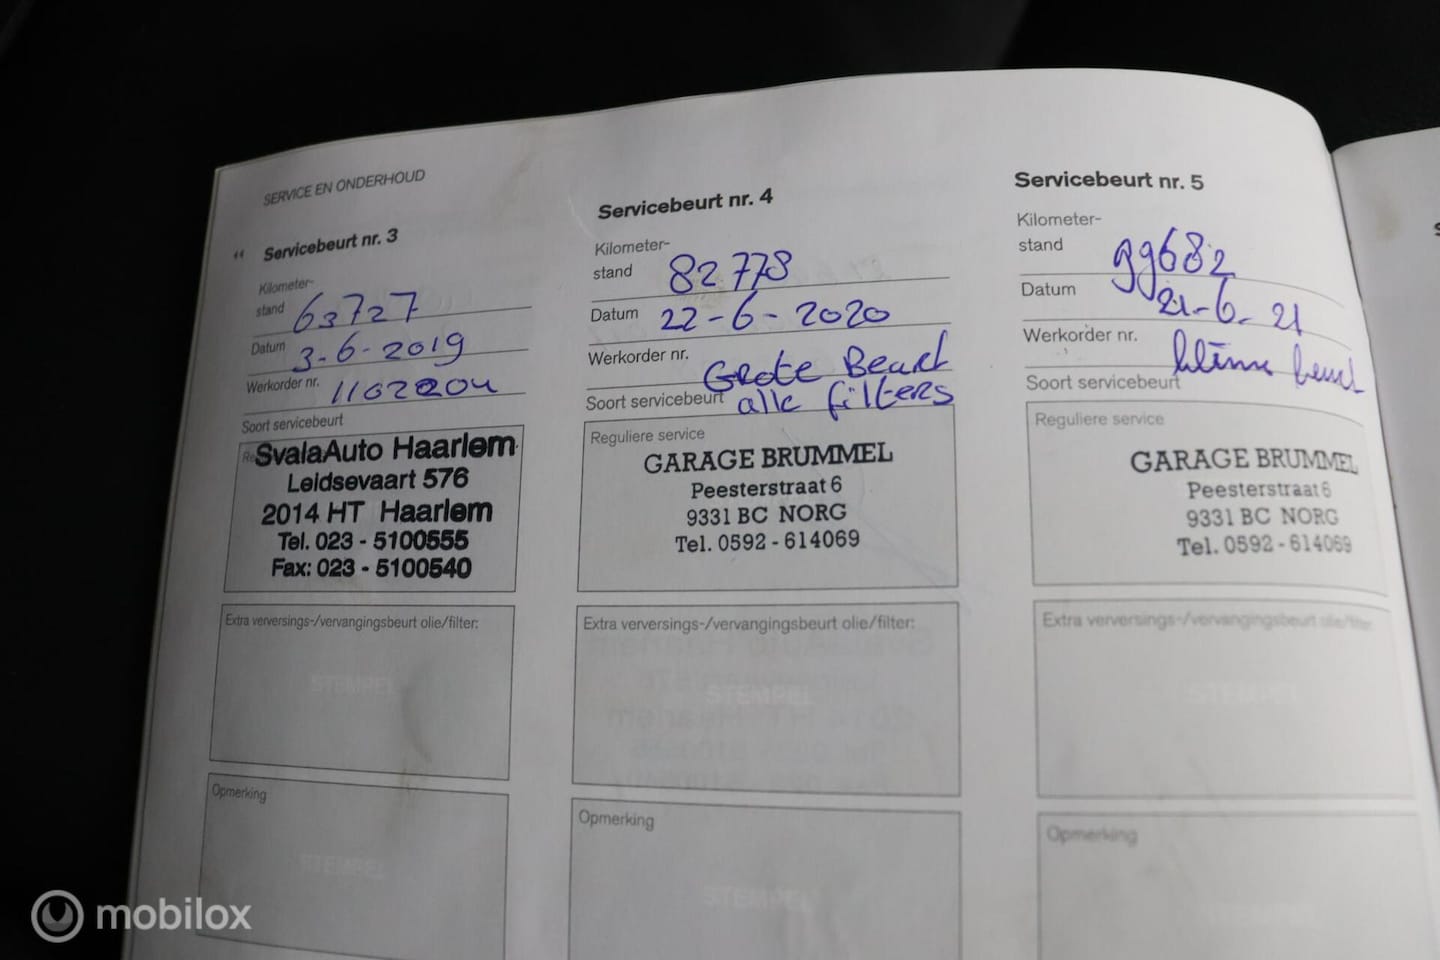 SERVICE EN ONDERHOUD
Servicebeurt nr. 3
Kilometer-
stand 63727
Datum 3-6-2019
Werkorder nr. 1102204
Soort servicebeurt
SvalaAuto Haarlem
Leidsevaart 576
2014 HT Haarlem
Tel. 023 - 5100555
Fax: 023 - 5100540
Extra verversings-/vervangingsbeurt olie/filter:
STEMPEL
Opmerking
STEMPEL
Servicebeurt nr. 4
Kilometer-
stand 82778
Datum 22-6-2020
Werkorder nr.
Grote Beurt
Soort servicebeurt alle filters
Reguliere service
GARAGE BRUMMEL
Peesterstraat 6
9331 BC NORG
Tel. 0592 - 614069
Extra verversings-/vervangingsbeurt olie/filter:
STEMPEL
Opmerking
STEMPEL
Servicebeurt nr. 5
Kilometer-
stand 99682
Datum 21-6-21
Werkorder nr. kleine beurt
Soort servicebeurt
Reguliere service
GARAGE BRUMMEL
Peesterstraat 6
9331 BC NORG
Tel. 0592 - 614069
Extra verversings-/vervangingsbeurt olie/filter:
STEMPEL
Opmerking
mobilox